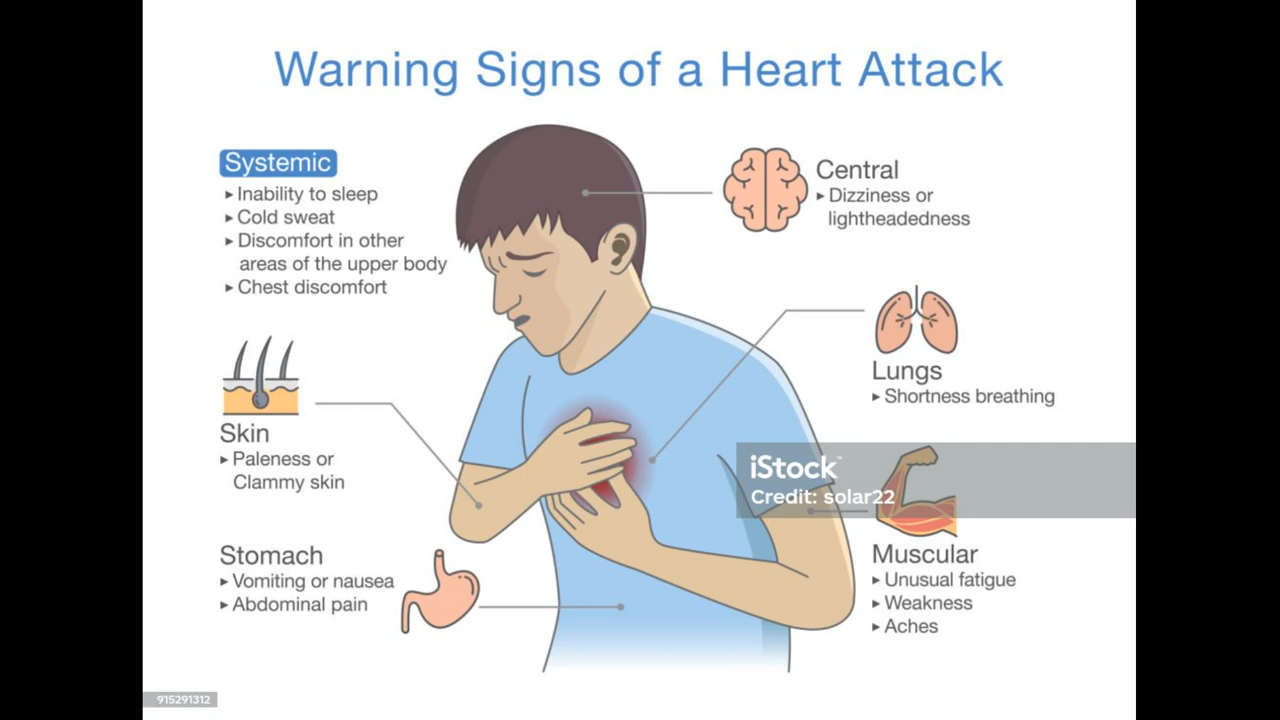 Warning Signs of a Heart Attack
Systemic
▸ Inability to sleep
▸ Cold sweat
▸ Discomfort in other
areas of the upper body
▸ Chest discomfort
Central
▸ Dizziness or
lightheadedness
Lungs
▸ Shortness breathing
Skin
▸ Paleness or
Clammy skin
iStock™
Credit: solar22
Stomach
▸ Vomiting or nausea
▸ Abdominal pain
Muscular
▸ Unusual fatigue
▸ Weakness
▸ Aches
915291312